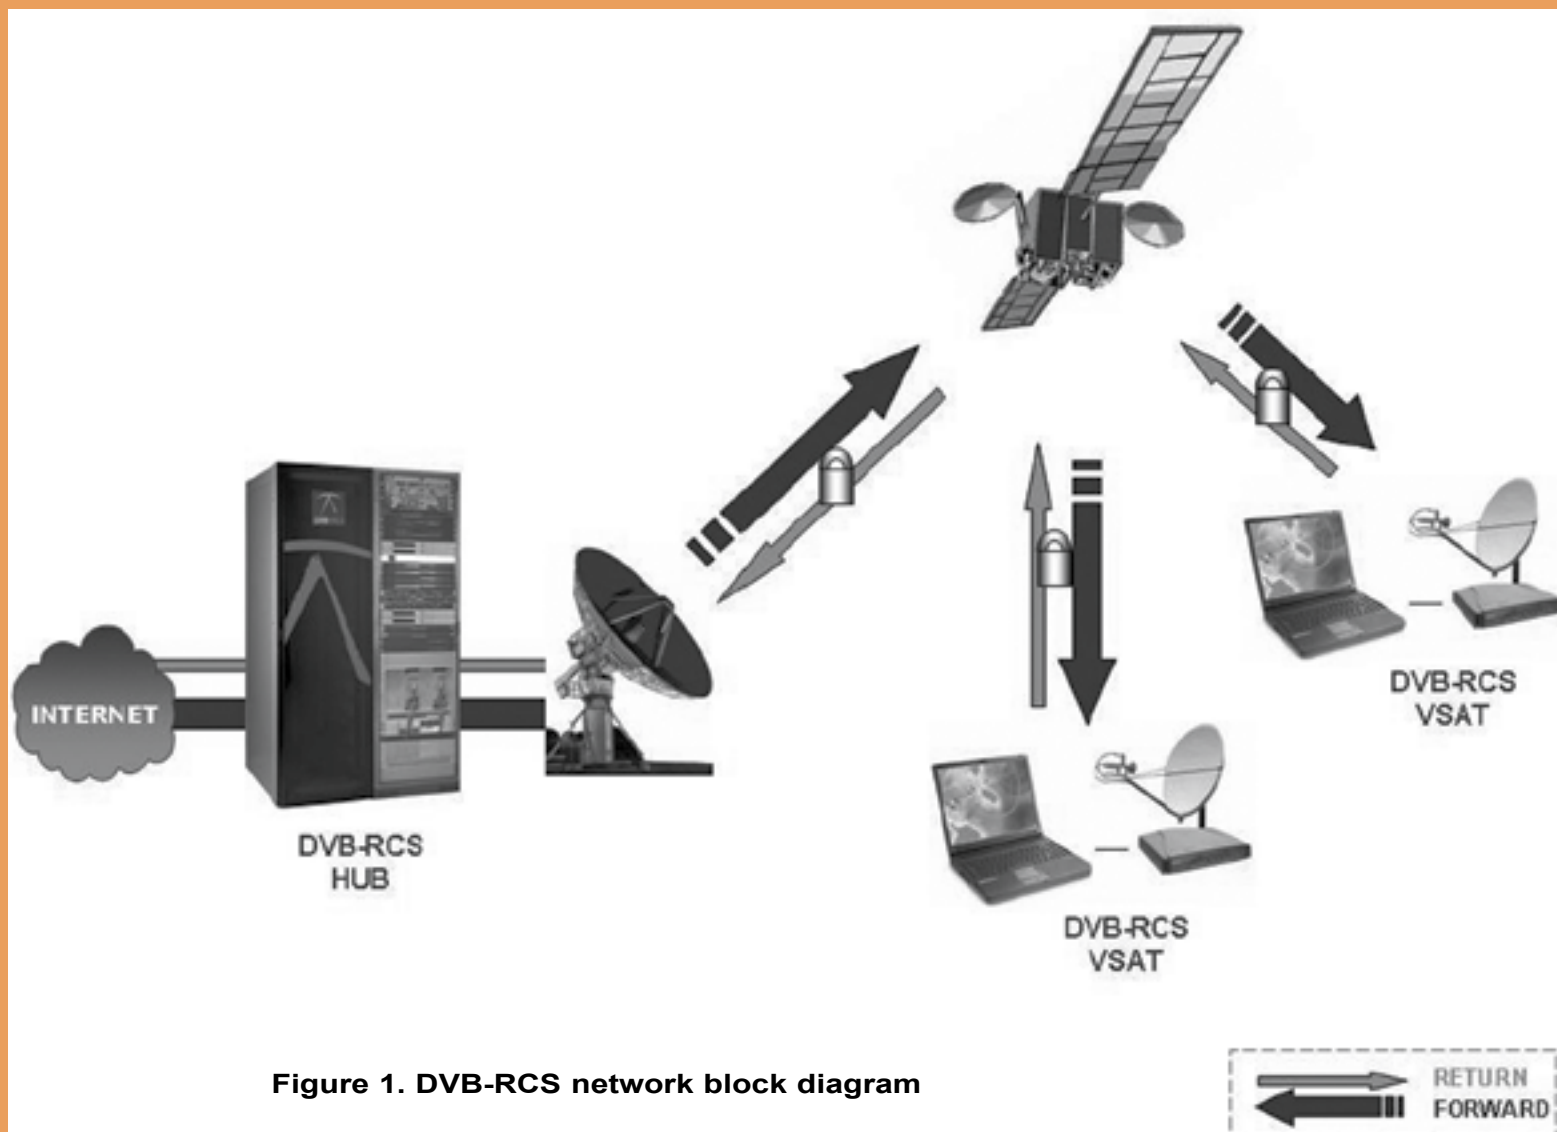 INTERNET
DVB-RCS
HUB
DVB-RCS
VSAT
DVB-RCS
VSAT
Figure 1. DVB-RCS network block diagram
RETURN
FORWARD